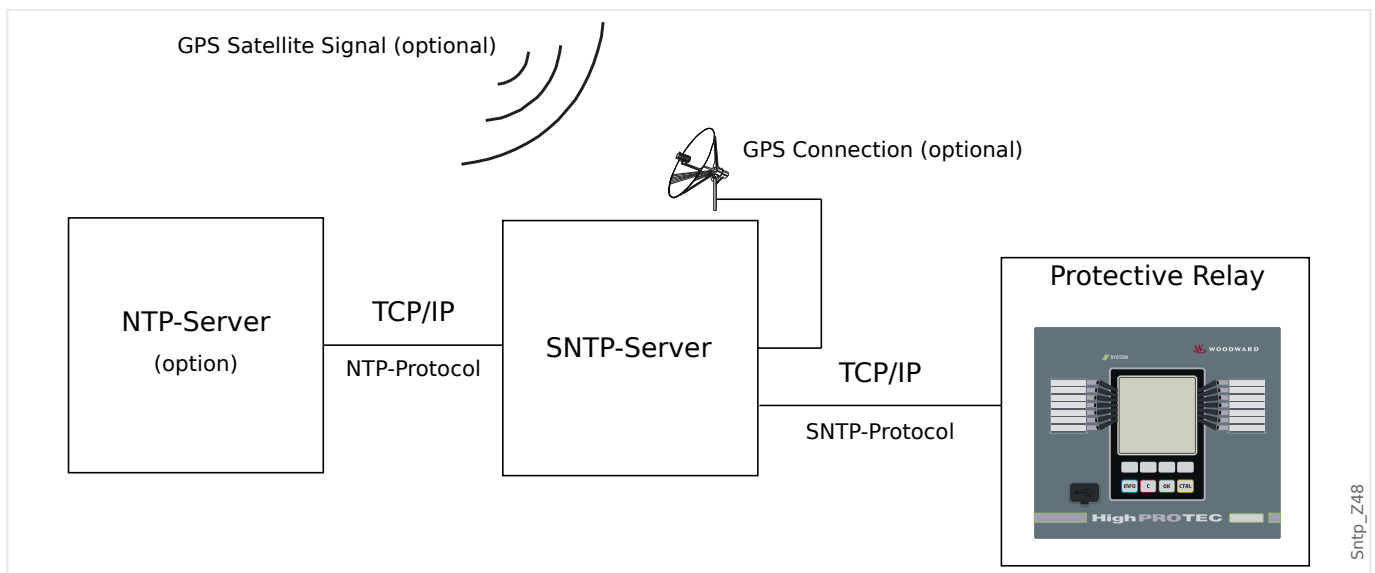 GPS Satellite Signal (optional)
GPS Connection (optional)
NTP-Server
(option)
TCP/IP
NTP-Protocol
SNTP-Server
TCP/IP
SNTP-Protocol
Protective Relay
WOODWARD
SYSTEM
INFO C OK CTRL
HighPROTEC
Sntp_Z48